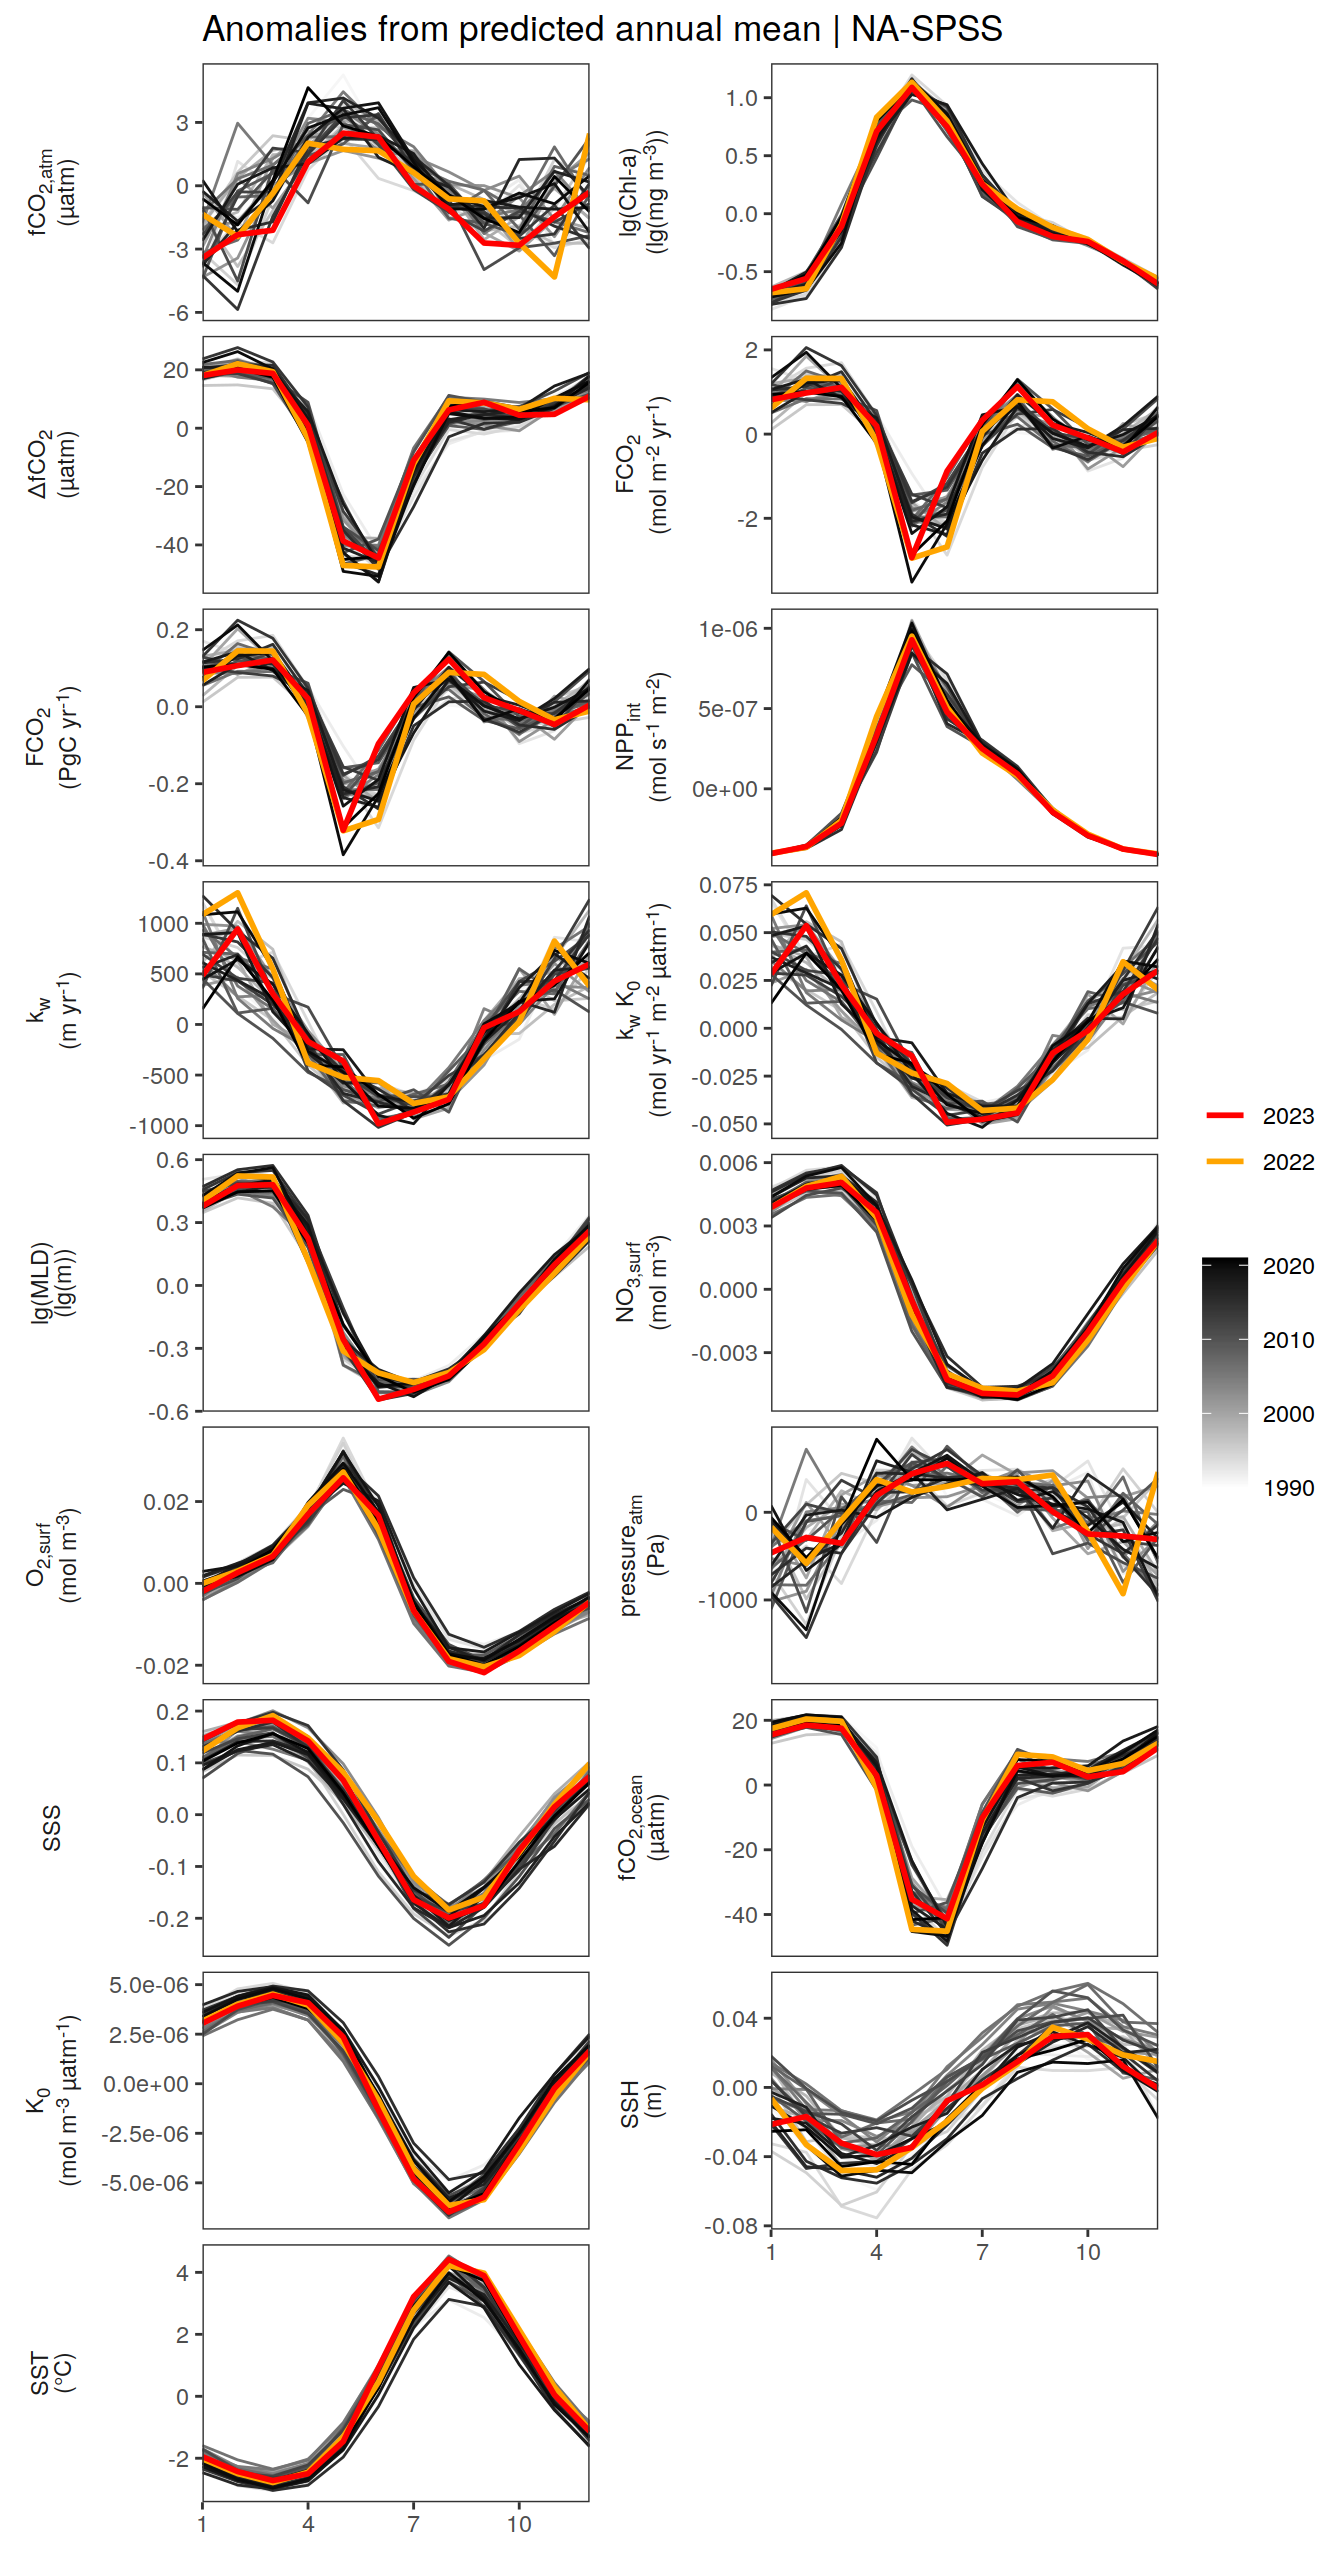 Anomalies from predicted annual mean | NA-SPSS
fCO2,atm
(µatm)
3
0
-3
-6
lg(Chl-a)
(lg(mg m-3))
1.0
0.5
0.0
-0.5
ΔfCO2
(µatm)
20
0
-20
-40
FCO2
(mol m-2 yr-1)
2
0
-2
FCO2
(PgC yr-1)
0.2
0.0
-0.2
-0.4
NPPint
(mol s-1 m-2)
1e-06
5e-07
0e+00
kw
(m yr-1)
1000
500
0
-500
-1000
kw K0
(mol yr-1 m-2 µatm-1)
0.075
0.050
0.025
0.000
-0.025
-0.050
2023
2022
lg(MLD)
(lg(m))
0.6
0.3
0.0
-0.3
-0.6
NO3,surf
(mol m-3)
0.006
0.003
0.000
-0.003
2020
2010
2000
1990
O2,surf
(mol m-3)
0.02
0.00
-0.02
pressureatm
(Pa)
0
-1000
SSS
0.2
0.1
0.0
-0.1
-0.2
fCO2,ocean
(µatm)
20
0
-20
-40
K0
(mol m-3 µatm-1)
5.0e-06
2.5e-06
0.0e+00
-2.5e-06
-5.0e-06
SSH
(m)
0.04
0.00
-0.04
-0.08
1 4 7 10
SST
(°C)
4
2
0
-2
1 4 7 10